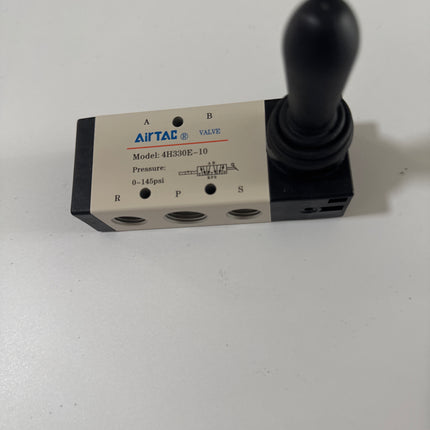 A B
AirTAC ® VALVE
Model: 4H330E-10
Pressure:
0-145psi
R P S